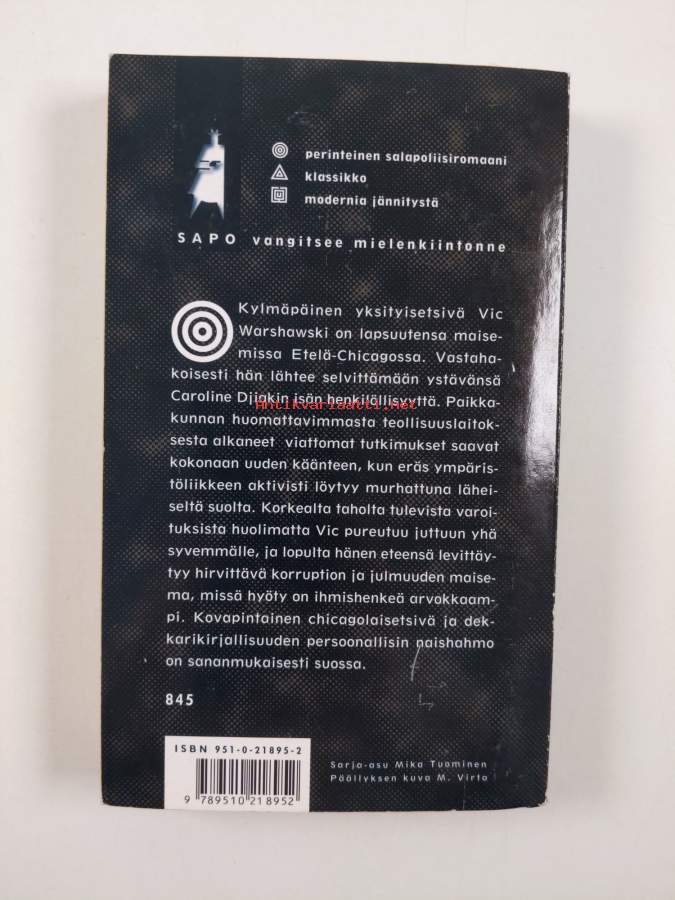 perinteinen salapoliisiromaani
klassikko
modernia jännitystä
SAPO vangitsee mielenkiintonne
Kylmäpäinen yksityisetsivä Vic
Warshawski on lapsuutensa maise-
missa Etelä-Chicagossa. Vastaha-
koisesti hän lähtee selvittämään ystävänsä
Caroline Djiakin isän henkilöllisyyttä. Paikka-
Antikvariaatti.net
kunnan huomattavimmasta teollisuuslaitok-
sesta alkaneet viattomat tutkimukset saavat
kokonaan uuden käänteen, kun eräs ympäris-
töliikkeen aktivisti löytyy murhattuna lähei-
seltä suolta. Korkealta taholta tulevista varoi-
tuksista huolimatta Vic pureutuu juttuun yhä
syvemmälle, ja lopulta hänen eteensä levittäy-
tyy hirvittävä korruption ja julmuuden maise-
ma, missä hyöty on ihmishenkeä arvokkaam-
pi. Kovapintainen chicagolaisetsivä ja dek-
karikirjallisuuden persoonallisin naishahmo
on sananmukaisesti suossa.
845
ISBN 951-0-21895-2
9 789510 218952
Sarja-asu Mika Tuominen
Päällyksen kuva M. Virta